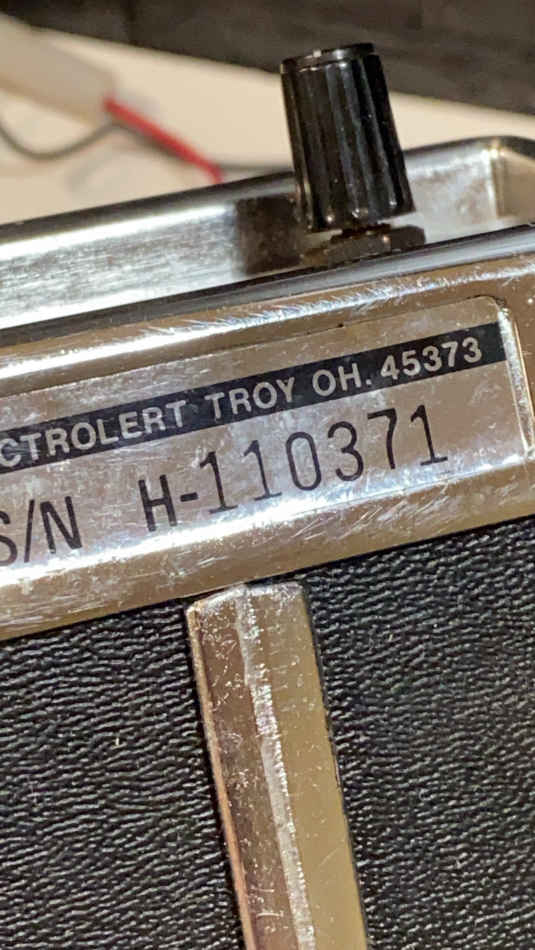 CTROLERT TROY OH. 45373
S/N H-110371